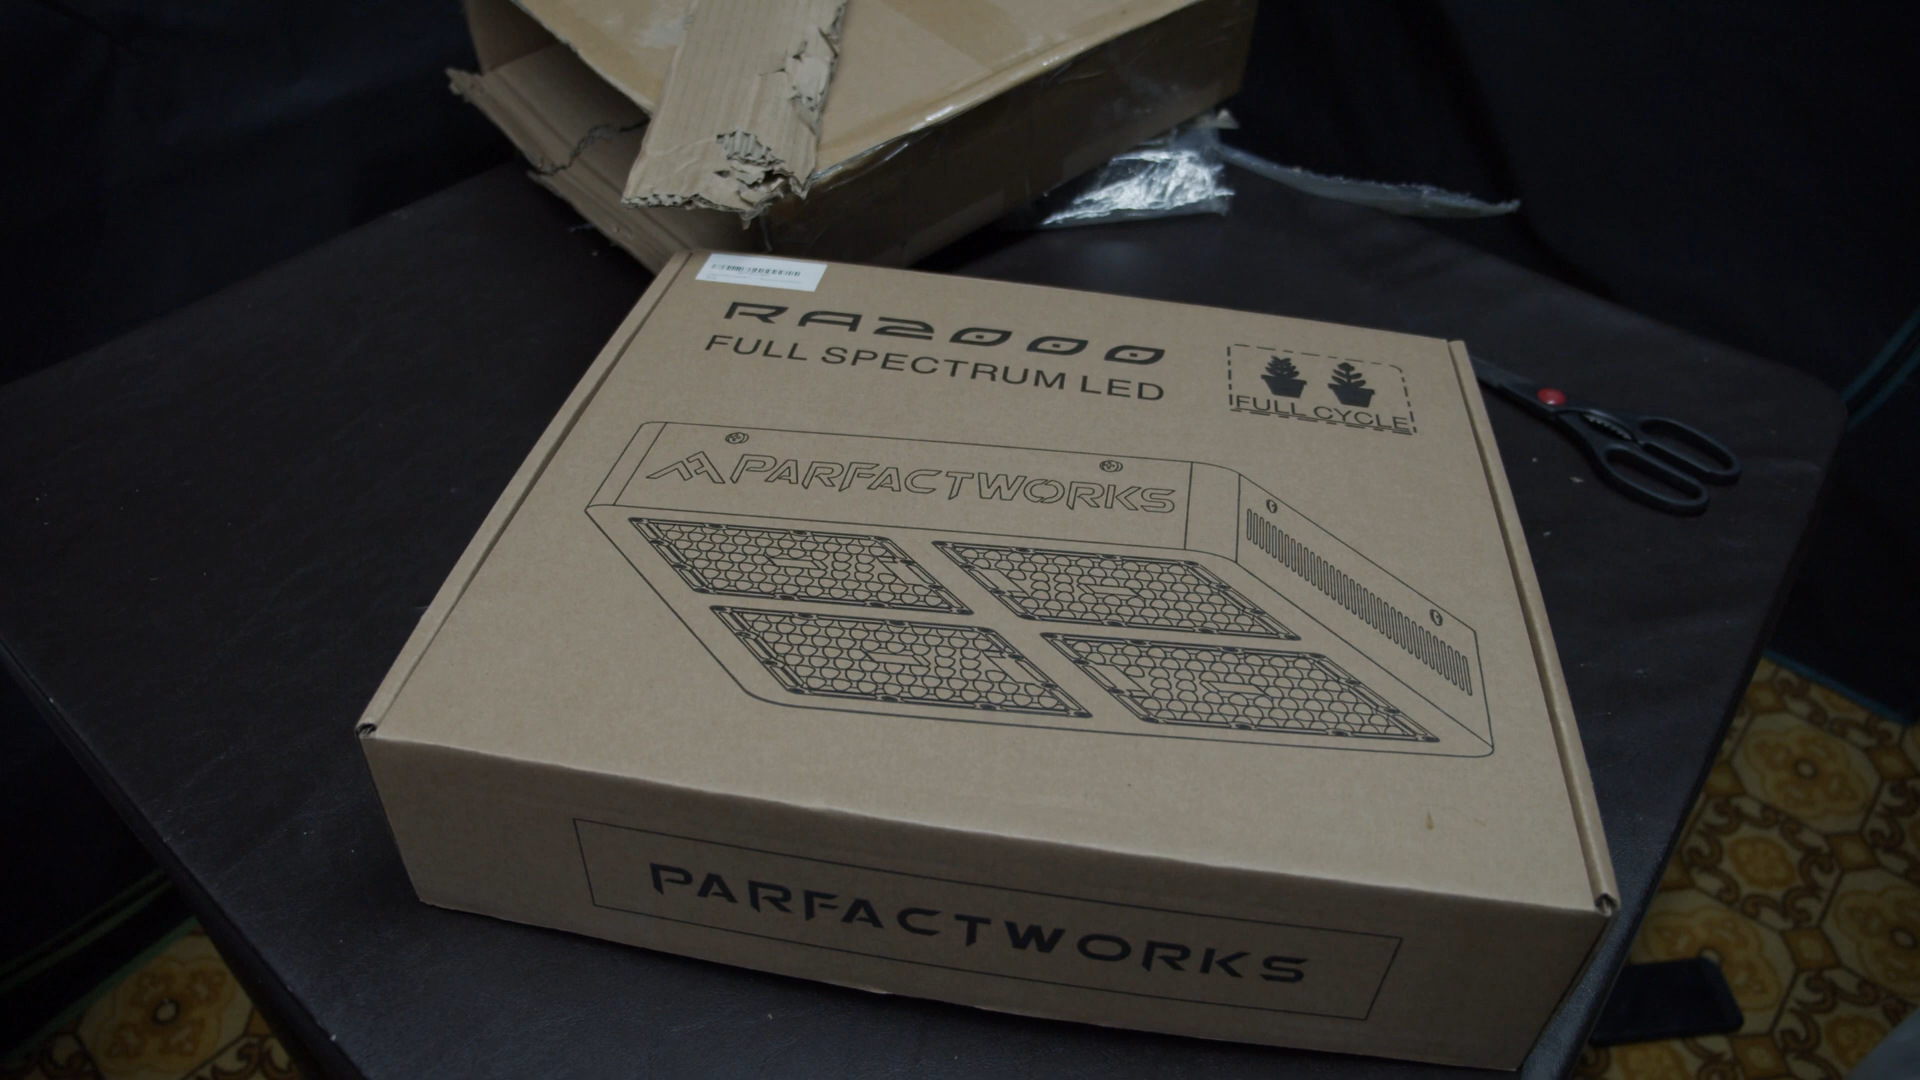 RA2000
FULL SPECTRUM LED
FULL CYCLE
PARFACTWORKS
PARFACTWORKS